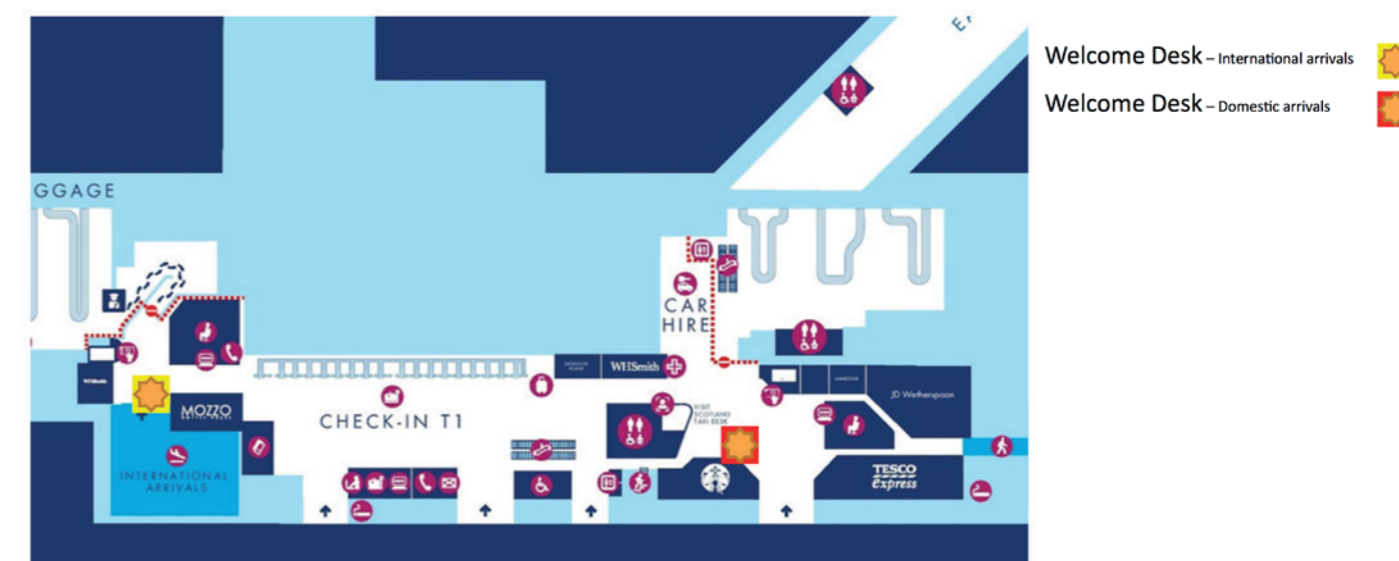 Welcome Desk – International arrivals
Welcome Desk – Domestic arrivals
GGAGE
CAR
HIRE
WHSmith
WHSmith
MOZZO
CHECK-IN T1
VISIT
SCOTLAND
TAXI DESK
JD Wetherspoon
INTERNATIONAL
ARRIVALS
TESCO
express